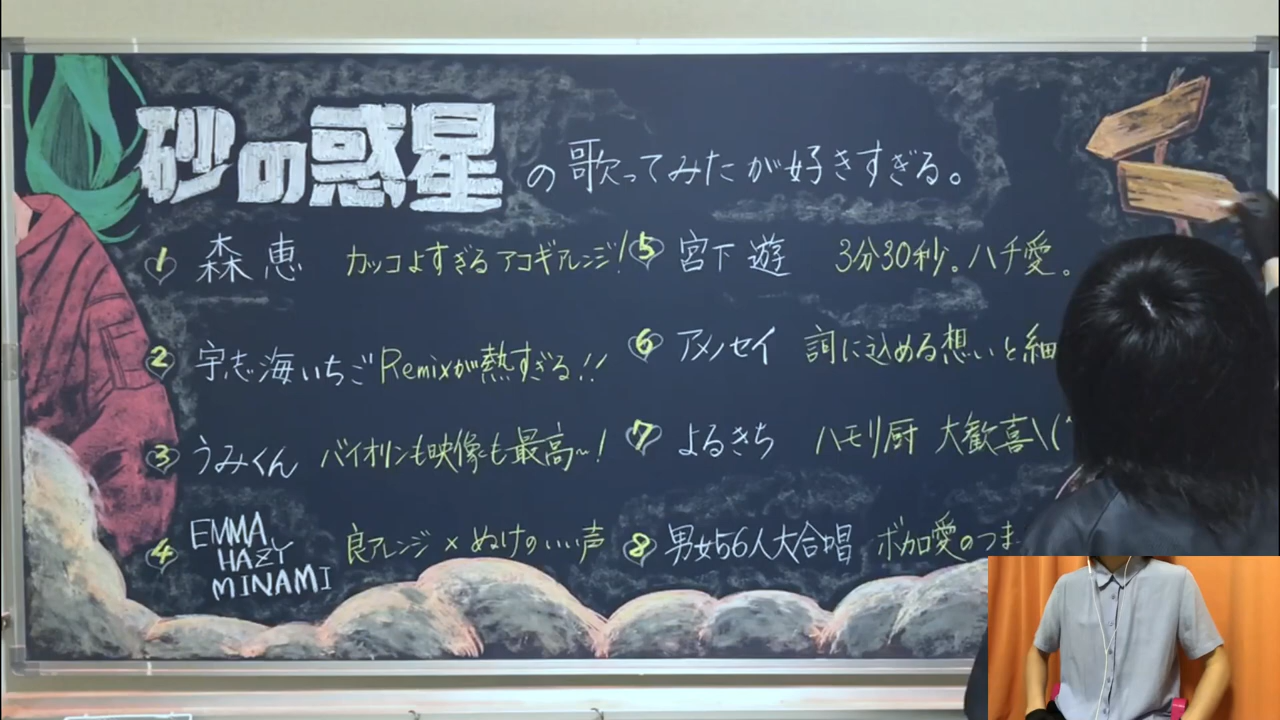 砂の惑星の歌ってみたが好きすぎる。
1 森 恵 カッコよすぎるアコギアレンジ!
2 宇志海いちご Remixが熱すぎる!!
3 うみくん バイオリンも映像も最高〜!
4 EMMA HAZY MINAMI 良アレンジ×ぬけのいい声
5 宮下 遊 3分30秒。ハチ愛。
6 アメノセイ 詞に込める想いと細
7 よるきち ハモリ厨 大歓喜\(^
8 男女56人大合唱 ボカロ愛のつま